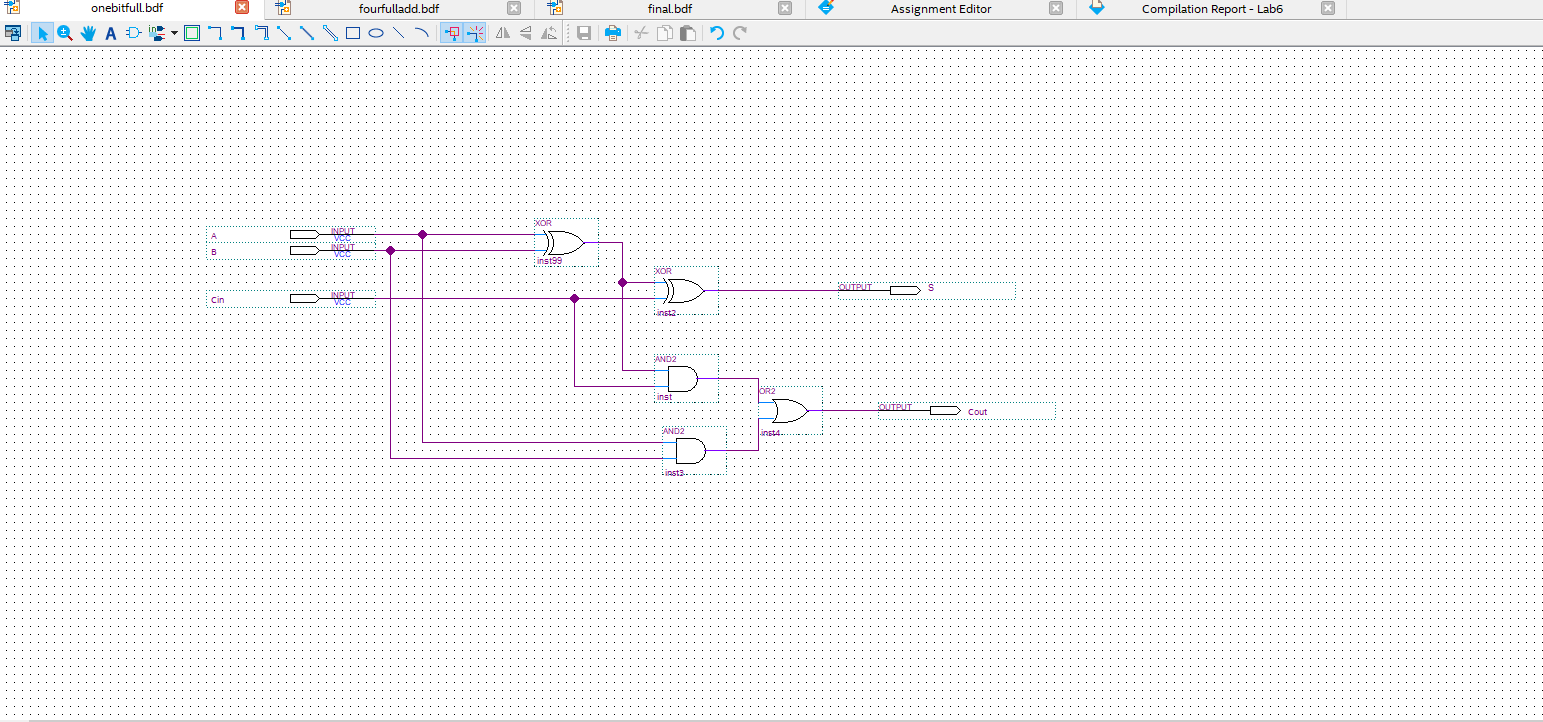 onebitfull.bdf
fourfulladd.bdf
final.bdf
Assignment Editor
Compilation Report - Lab6
A
INPUT
VCC
B
INPUT
VCC
Cin
INPUT
VCC
XOR
inst99
XOR
inst2
OUTPUT
S
AND2
inst
OR2
inst4
OUTPUT
Cout
AND2
inst3